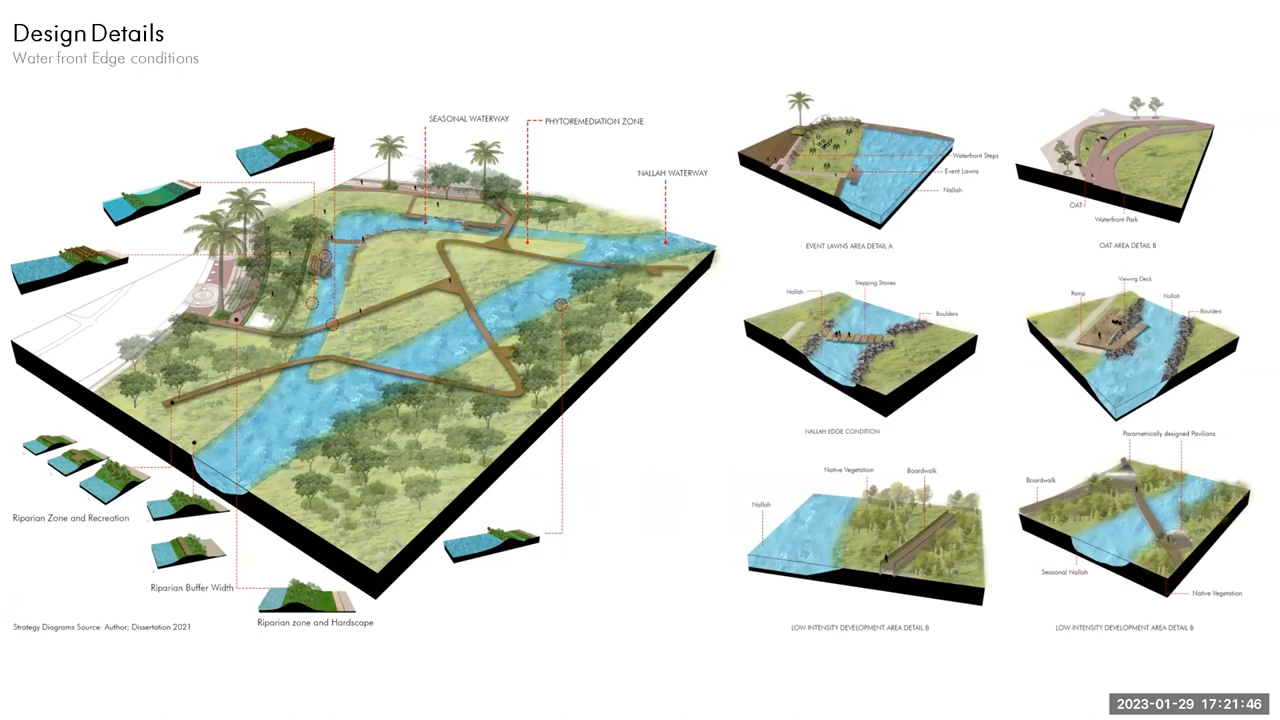 Design Details
Waterfront Edge conditions
SEASONAL WATERWAY
PHYTOREMEDIATION ZONE
NALLAH WATERWAY
Riparian Zone and Recreation
Riparian Buffer Width
Riparian zone and Hardscape
Strategy Diagrams Source: Author; Dissertation 2021
Waterfront Steps
Event Lawns
Nallah
EVENT LAWNS AREA DETAIL A
OAT
Waterfront Park
OAT AREA DETAIL B
Stepping Stones
Nallah
Boulders
NALLAH EDGE CONDITION
Viewing Deck
Ramp
Nallah
Boulders
Native Vegetation
Boardwalk
Nallah
LOW INTENSITY DEVELOPMENT AREA DETAIL B
Parametrically designed Pavilions
Boardwalk
Seasonal Nallah
Native Vegetation
LOW INTENSITY DEVELOPMENT AREA DETAIL B
2023-01-29 17:21:46